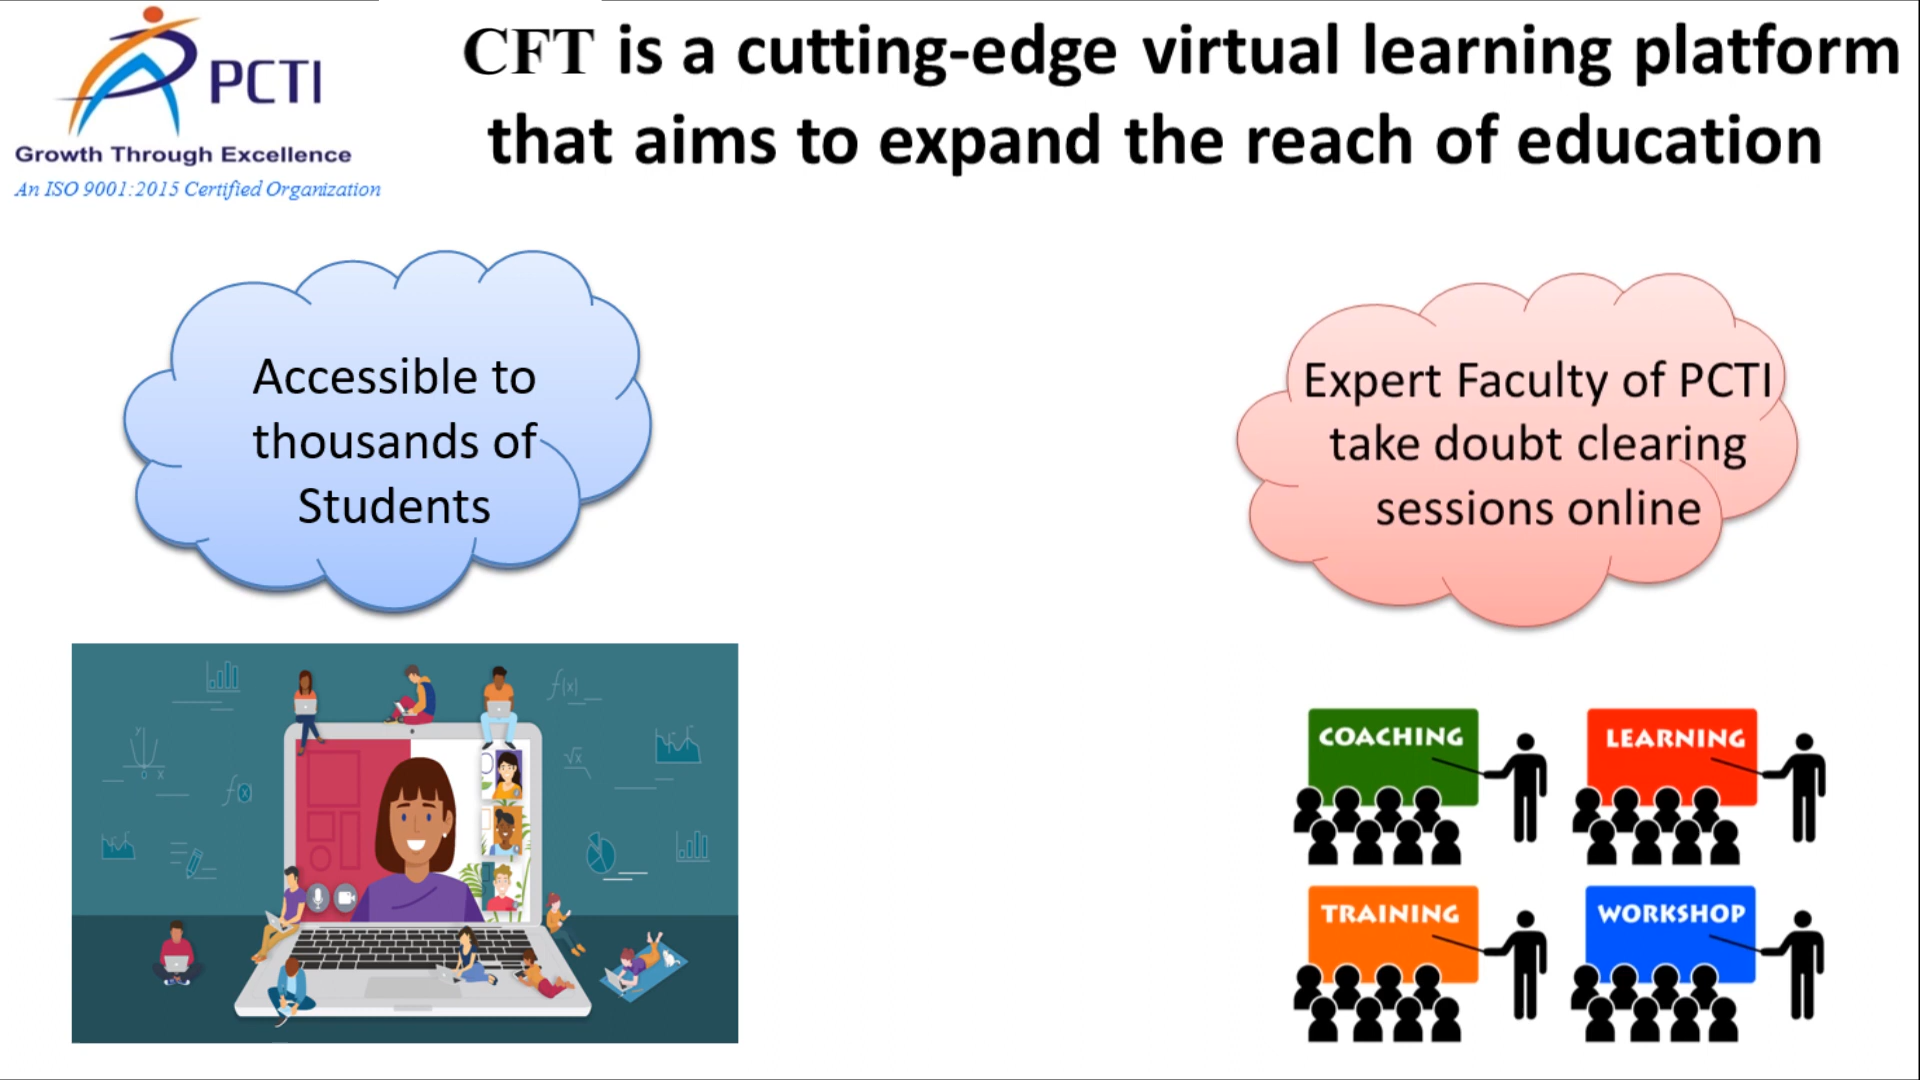 PCTI
Growth Through Excellence
An ISO 9001:2015 Certified Organization
CFT is a cutting-edge virtual learning platform
that aims to expand the reach of education
Accessible to
thousands of
Students
Expert Faculty of PCTI
take doubt clearing
sessions online
f(x)
√x
y
x
f(x)
COACHING
LEARNING
TRAINING
WORKSHOP